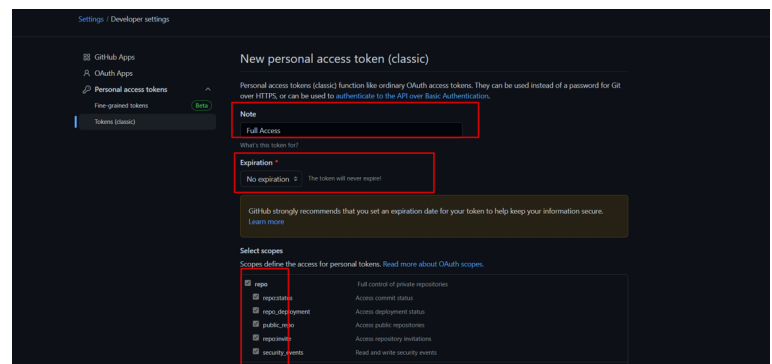 Settings / Developer settings
GitHub Apps
OAuth Apps
Personal access tokens
Fine-grained tokens Beta
Tokens (classic)
New personal access token (classic)
Personal access tokens (classic) function like ordinary OAuth access tokens. They can be used instead of a password for Git
over HTTPS, or can be used to authenticate to the API over Basic Authentication.
Note
Full Access
What's this token for?
Expiration *
No expiration The token will never expire!
GitHub strongly recommends that you set an expiration date for your token to help keep your information secure.
Learn more
Select scopes
Scopes define the access for personal tokens. Read more about OAuth scopes.
repo Full control of private repositories
repo:status Access commit status
repo_deployment Access deployment status
public_repo Access public repositories
repo:invite Access repository invitations
security_events Read and write security events